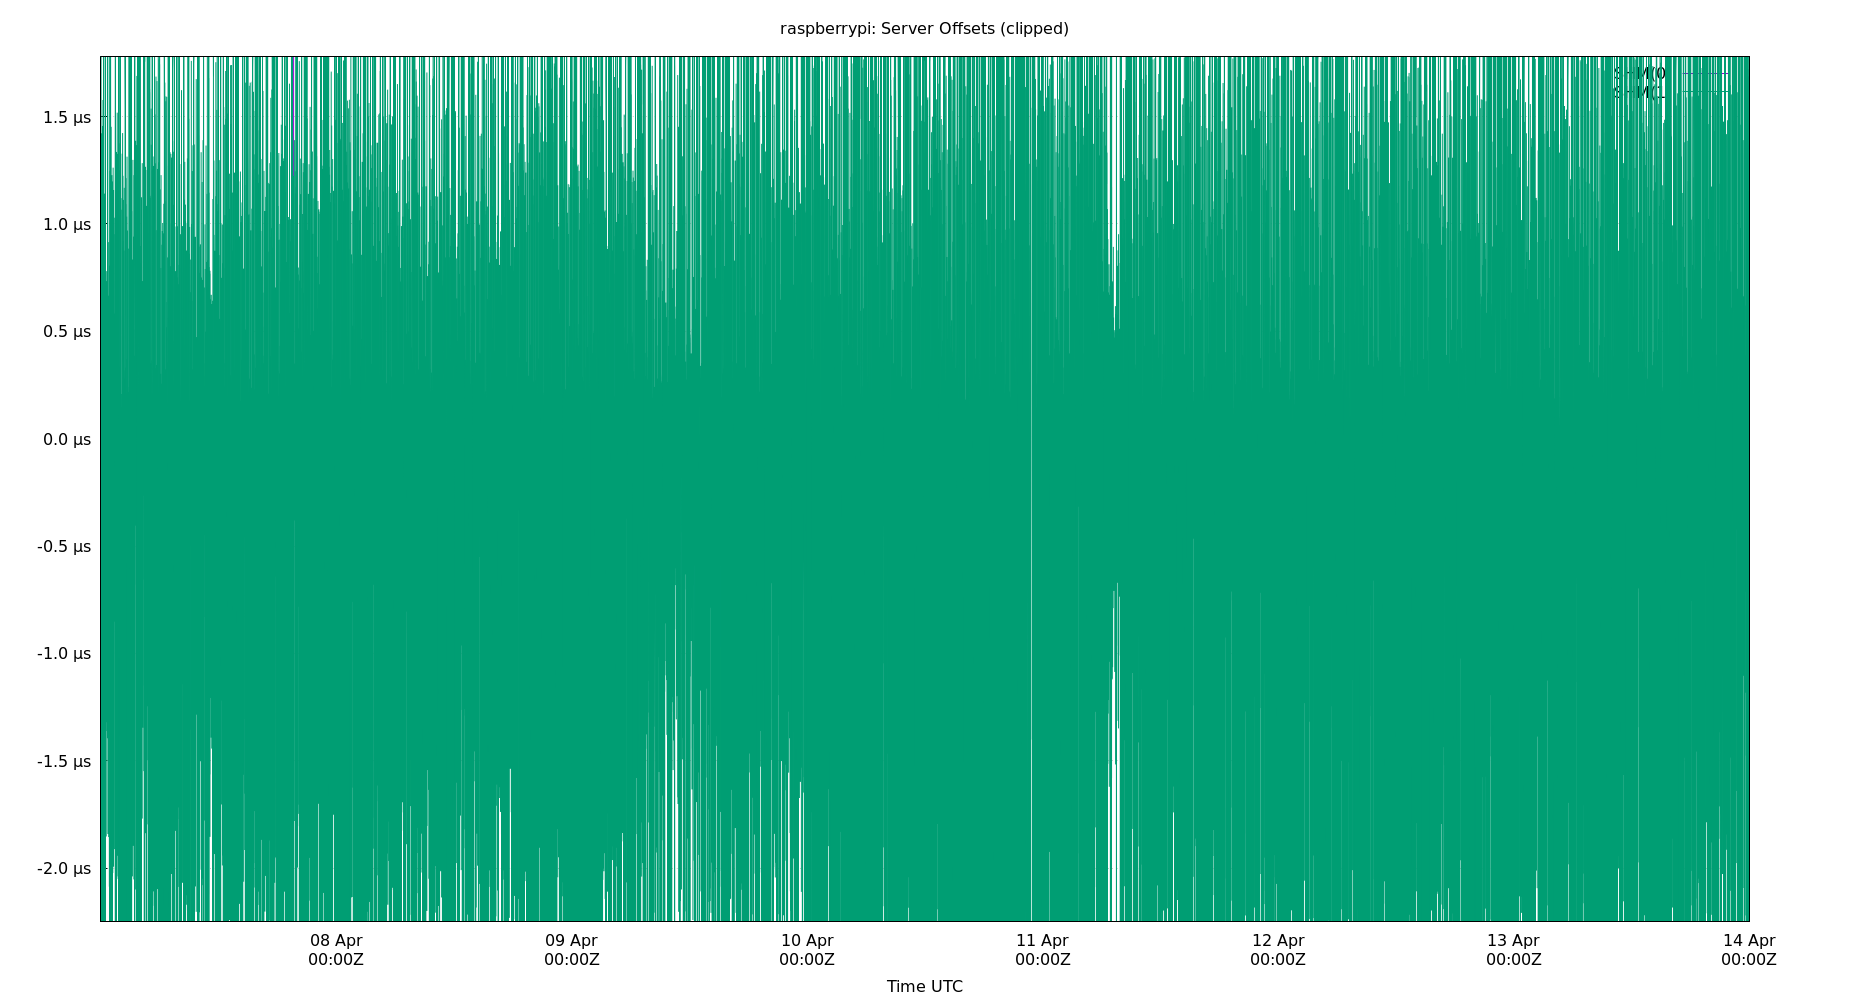 raspberrypi: Server Offsets (clipped)
1.5 µs
1.0 µs
0.5 µs
0.0 µs
-0.5 µs
-1.0 µs
-1.5 µs
-2.0 µs
08 Apr
00:00Z
09 Apr
00:00Z
10 Apr
00:00Z
11 Apr
00:00Z
12 Apr
00:00Z
13 Apr
00:00Z
14 Apr
00:00Z
Time UTC